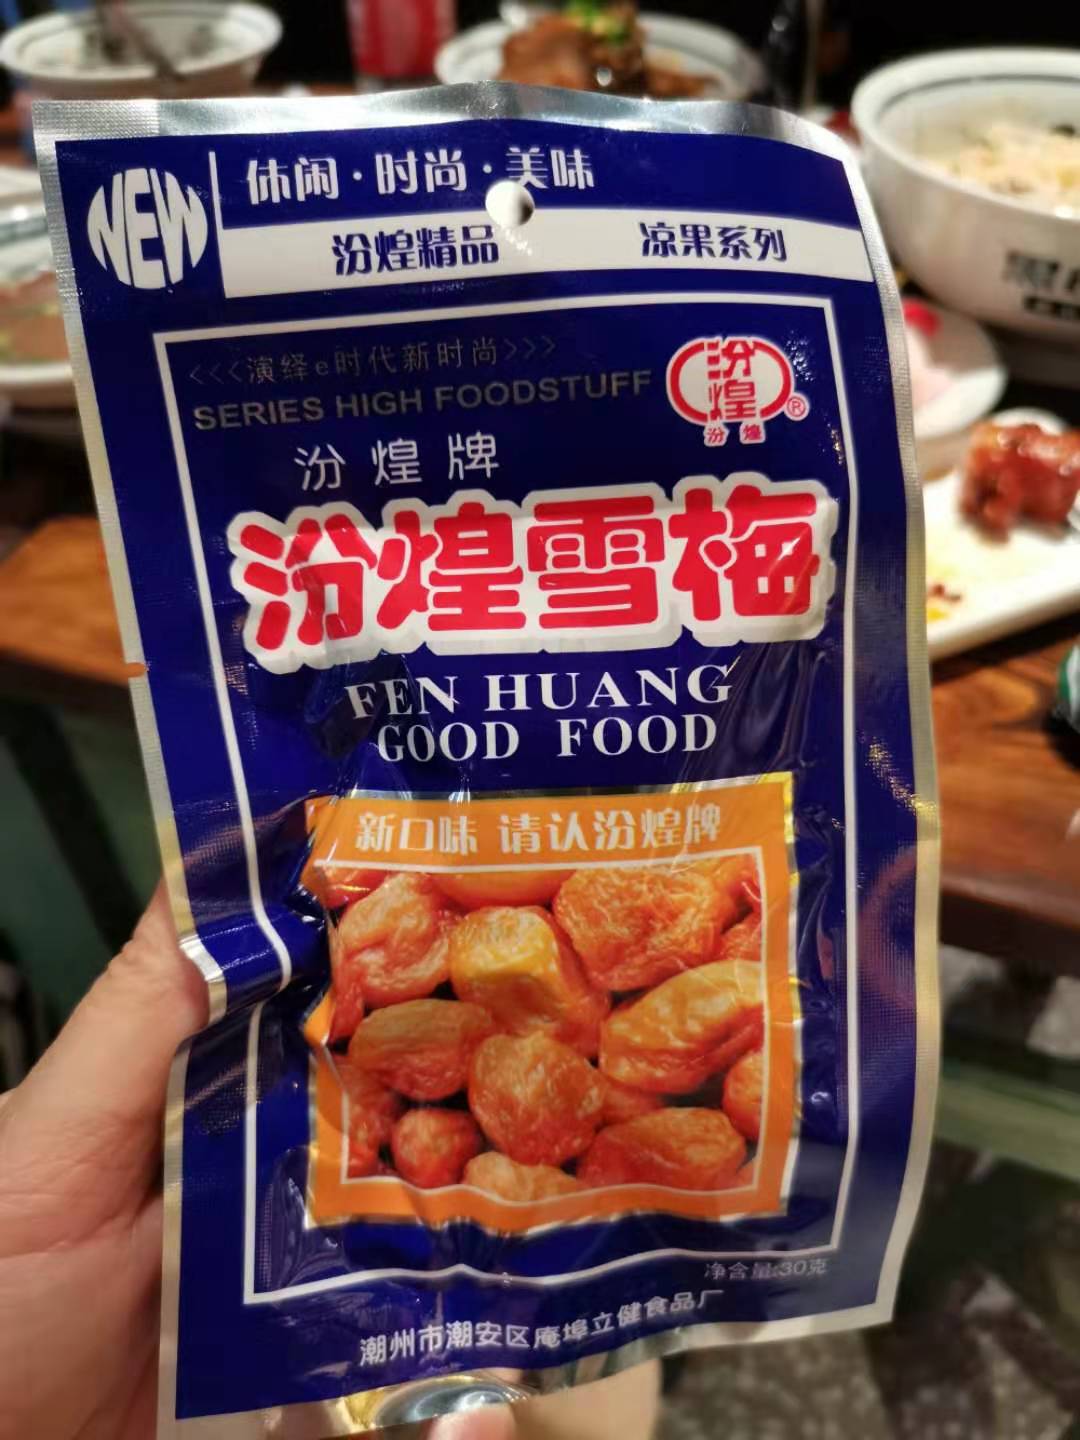 NEW
休闲·时尚·美味
汾煌精品 凉果系列
<<<演绎e时代新时尚>>>
SERIES HIGH FOODSTUFF
汾煌®
汾煌
汾煌牌
汾煌雪梅
FEN HUANG
GOOD FOOD
新口味 请认汾煌牌
净含量:30克
潮州市潮安区庵埠立健食品厂